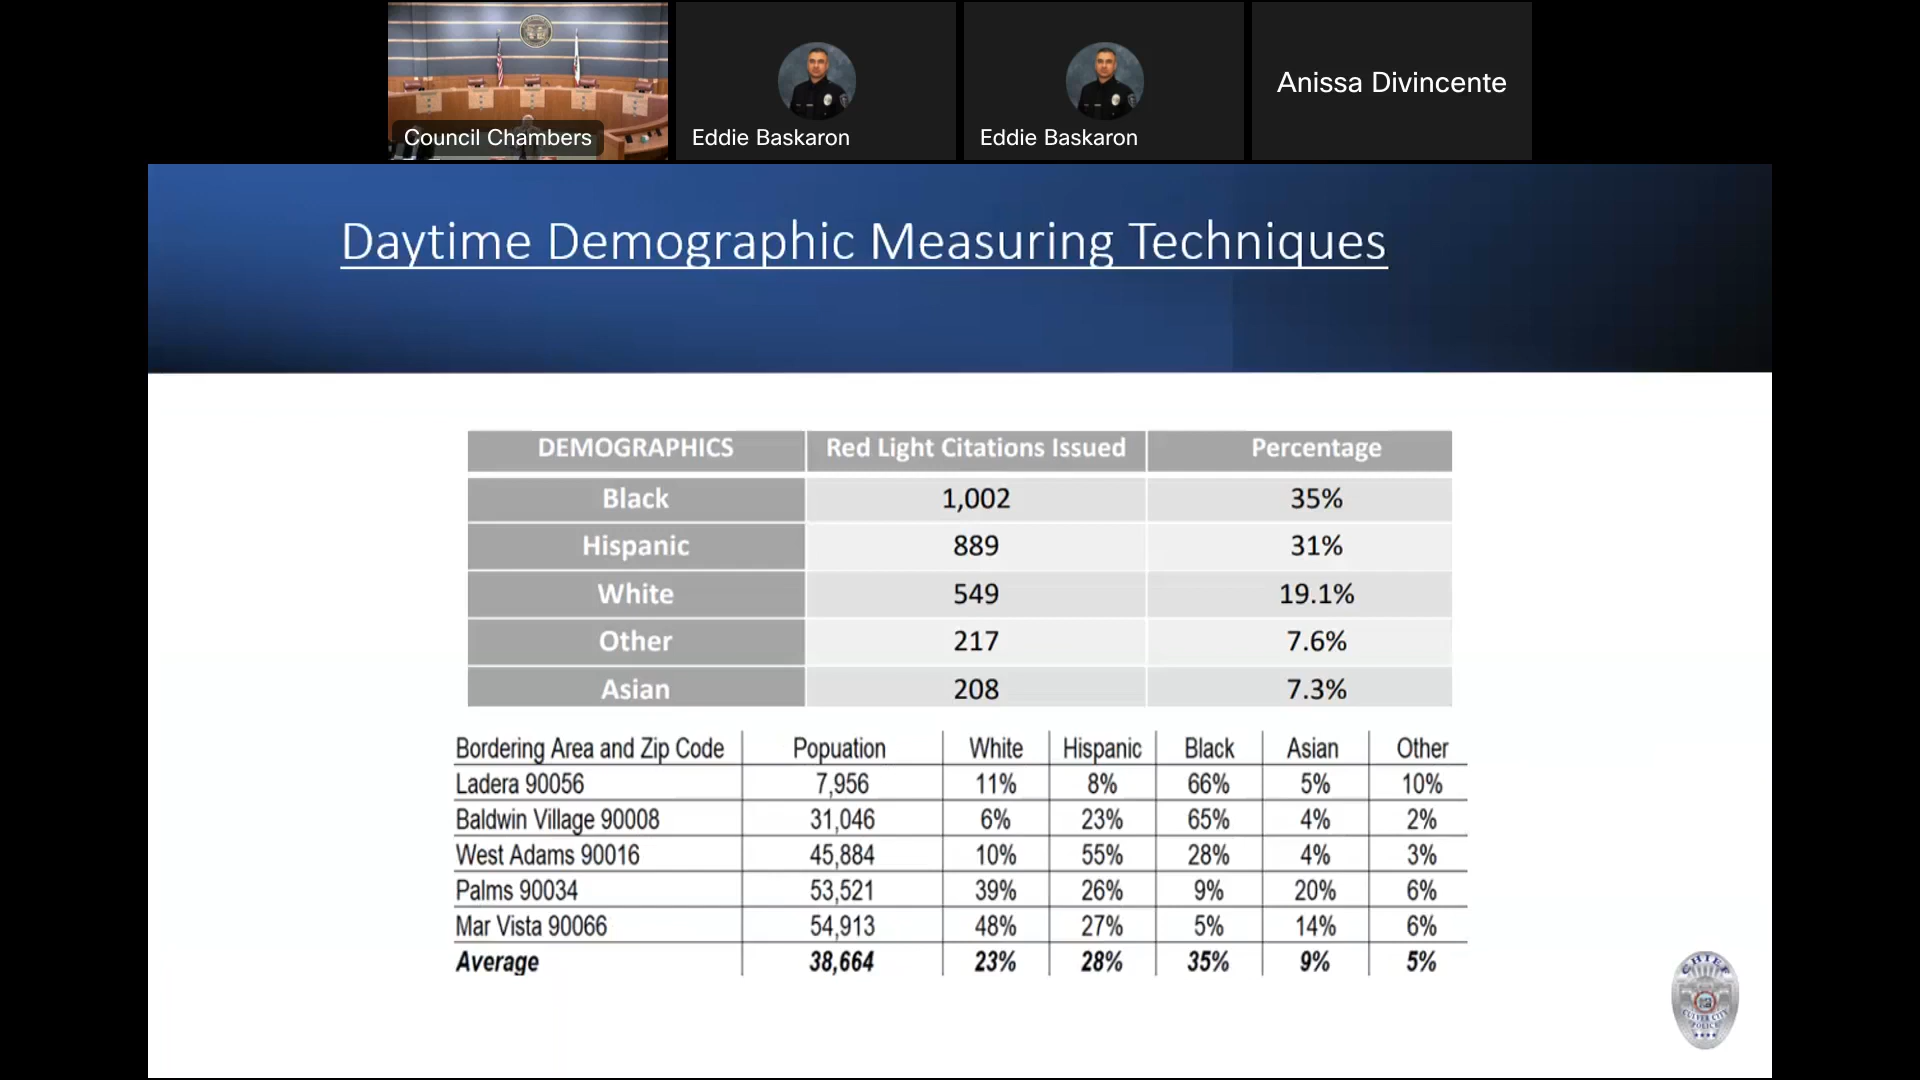 Council Chambers
Eddie Baskaron
Eddie Baskaron
Anissa Divincente
Daytime Demographic Measuring Techniques
DEMOGRAPHICS Red Light Citations Issued Percentage
Black 1,002 35%
Hispanic 889 31%
White 549 19.1%
Other 217 7.6%
Asian 208 7.3%
Bordering Area and Zip Code Popuation White Hispanic Black Asian Other
Ladera 90056 7,956 11% 8% 66% 5% 10%
Baldwin Village 90008 31,046 6% 23% 65% 4% 2%
West Adams 90016 45,884 10% 55% 28% 4% 3%
Palms 90034 53,521 39% 26% 9% 20% 6%
Mar Vista 90066 54,913 48% 27% 5% 14% 6%
Average 38,664 23% 28% 35% 9% 5%
CHIEF
CULVER CITY
POLICE